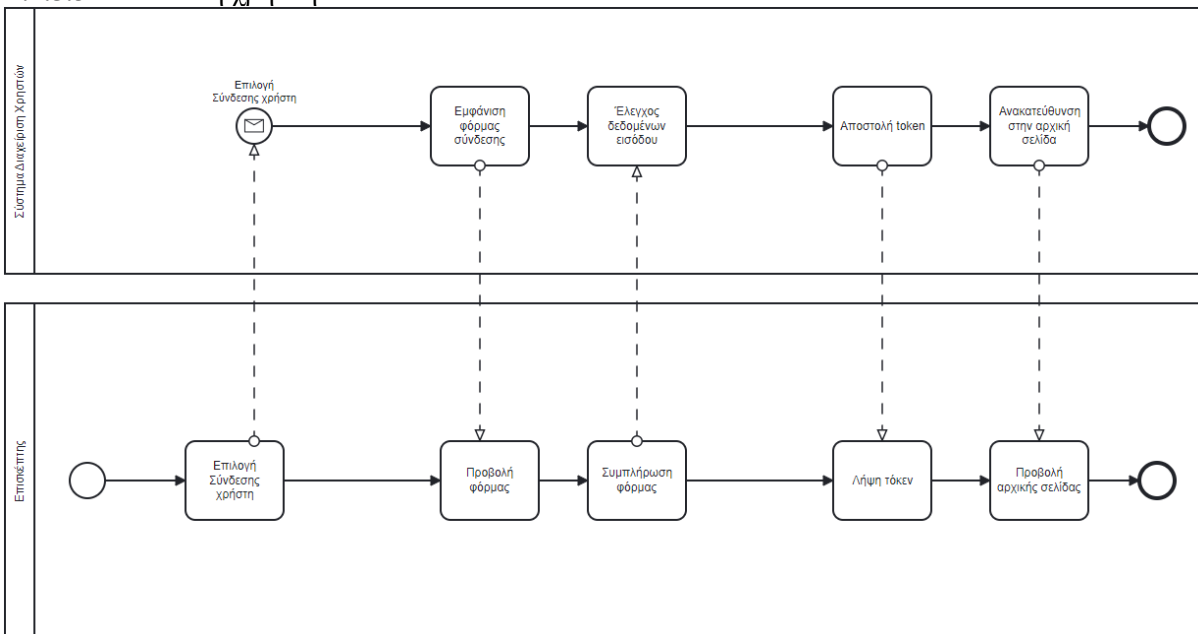 Σύστημα Διαχείριση Χρηστών
Επιλογή
Σύνδεσης χρήστη
Εμφάνιση
φόρμας
σύνδεσης
Έλεγχος
δεδομένων
εισόδου
Αποστολή token
Ανακατεύθυνση
στην αρχική
σελίδα
Επισκέπτης
Επιλογή
Σύνδεσης
χρήστη
Προβολή
φόρμας
Συμπλήρωση
φόρμας
Λήψη τόκεν
Προβολή
αρχικής σελίδας